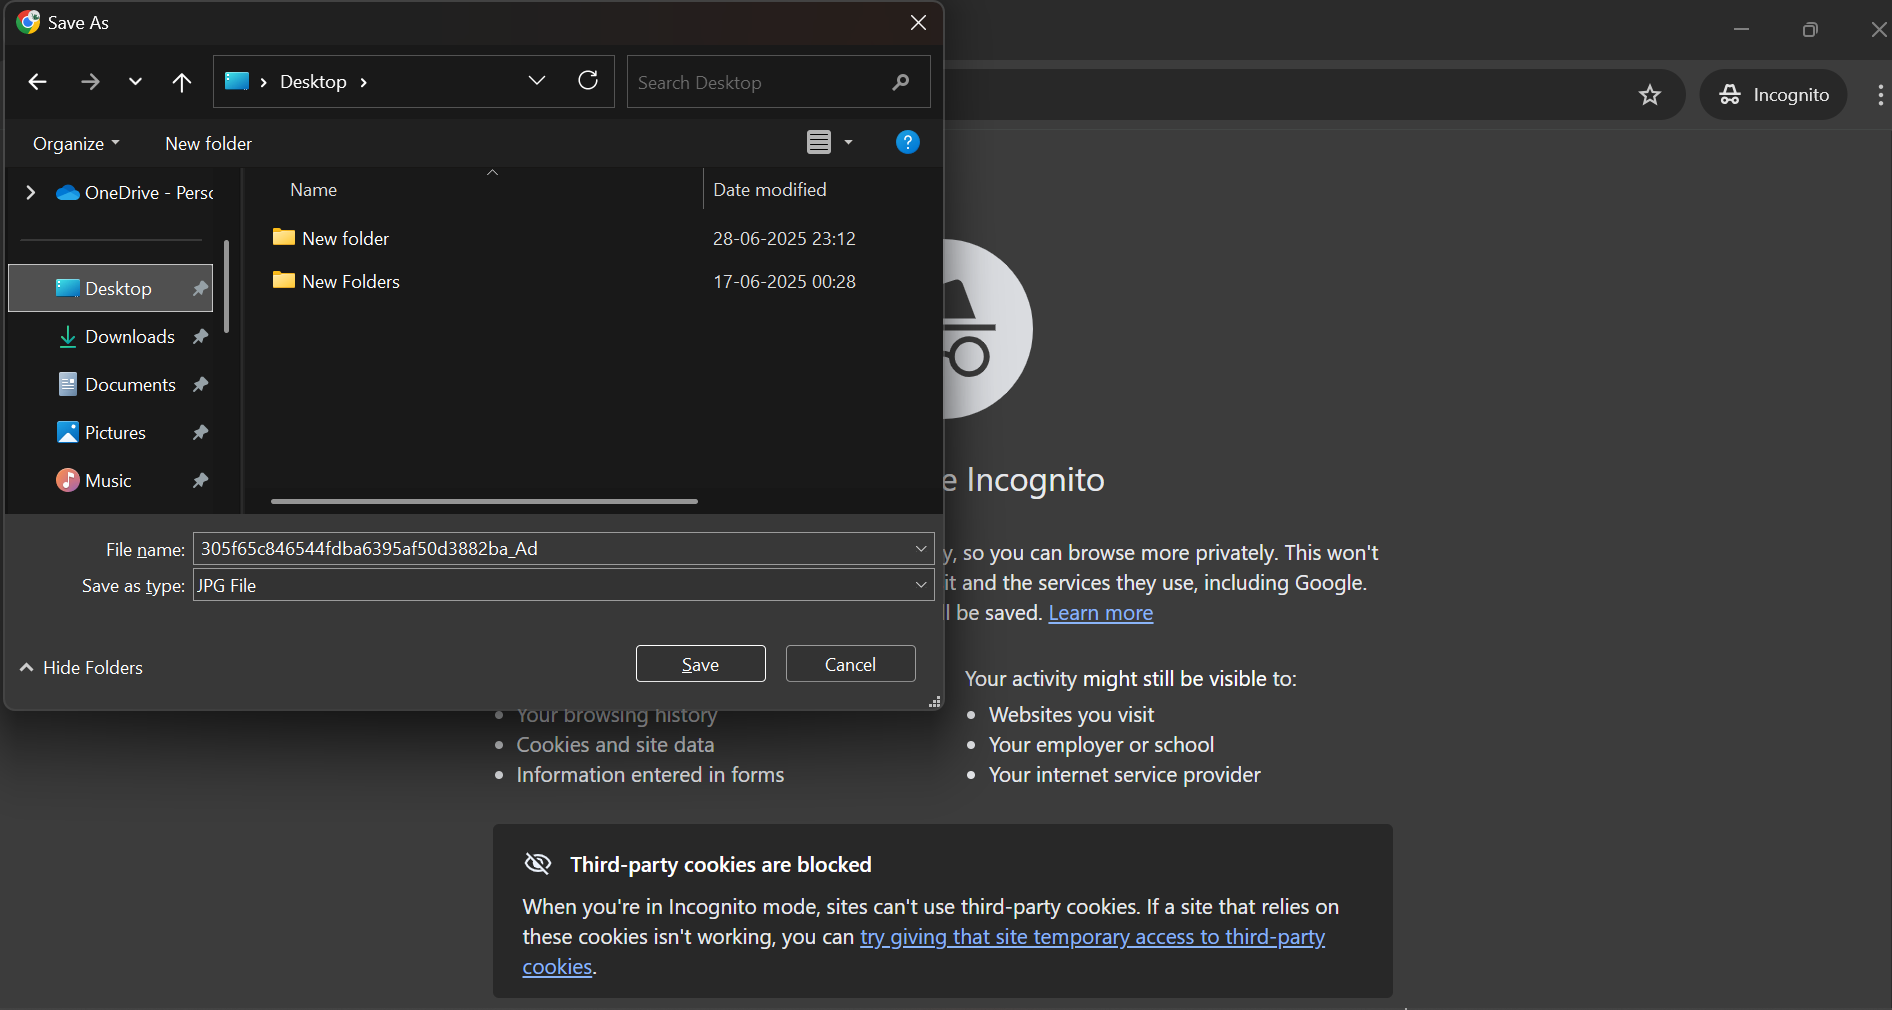 Save As
Desktop
Search Desktop
Organize
New folder
OneDrive - Perso
Desktop
Downloads
Documents
Pictures
Music
Name
Date modified
New folder 28-06-2025 23:12
New Folders 17-06-2025 00:28
File name: 305f65c846544fdba6395af50d3882ba_Ad
Save as type: JPG File
Hide Folders
Save
Cancel
Incognito
e Incognito
y, so you can browse more privately. This won't
it and the services they use, including Google.
ll be saved. Learn more
Your browsing history
Cookies and site data
Information entered in forms
Your activity might still be visible to:
Websites you visit
Your employer or school
Your internet service provider
Third-party cookies are blocked
When you're in Incognito mode, sites can't use third-party cookies. If a site that relies on
these cookies isn't working, you can try giving that site temporary access to third-party
cookies.